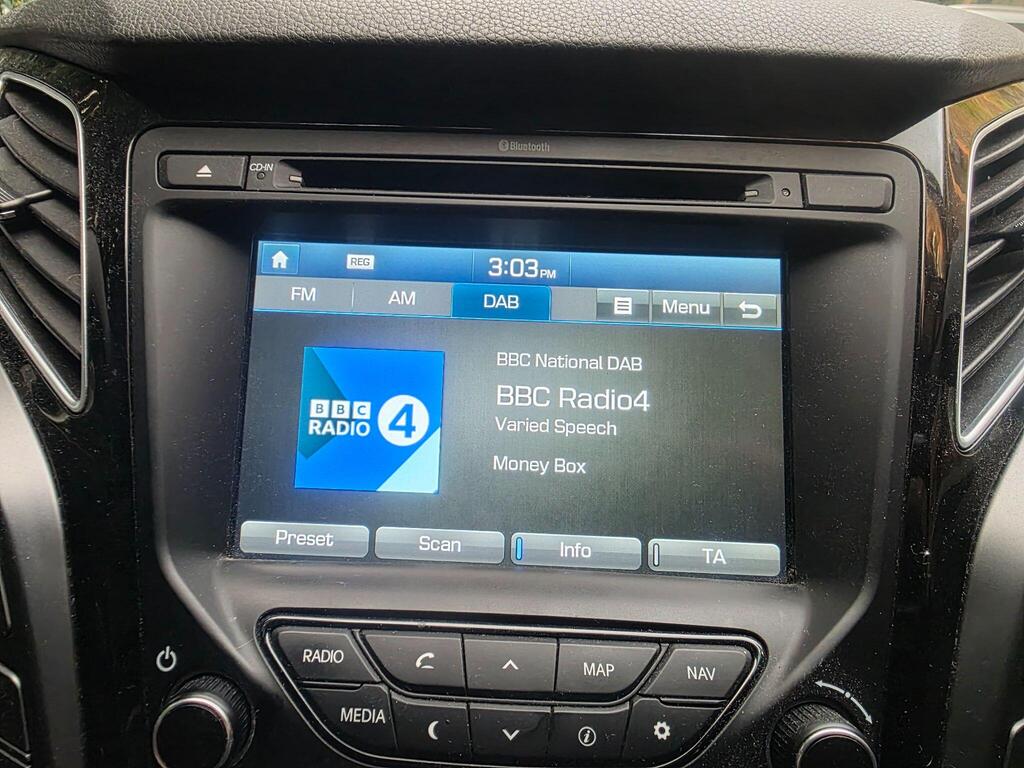 Bluetooth
CD-IN
REG
3:03PM
FM AM DAB Menu
BBC National DAB
BBC Radio4
Varied Speech
Money Box
BBC
RADIO 4
Preset Scan Info TA
RADIO MAP NAV
MEDIA i